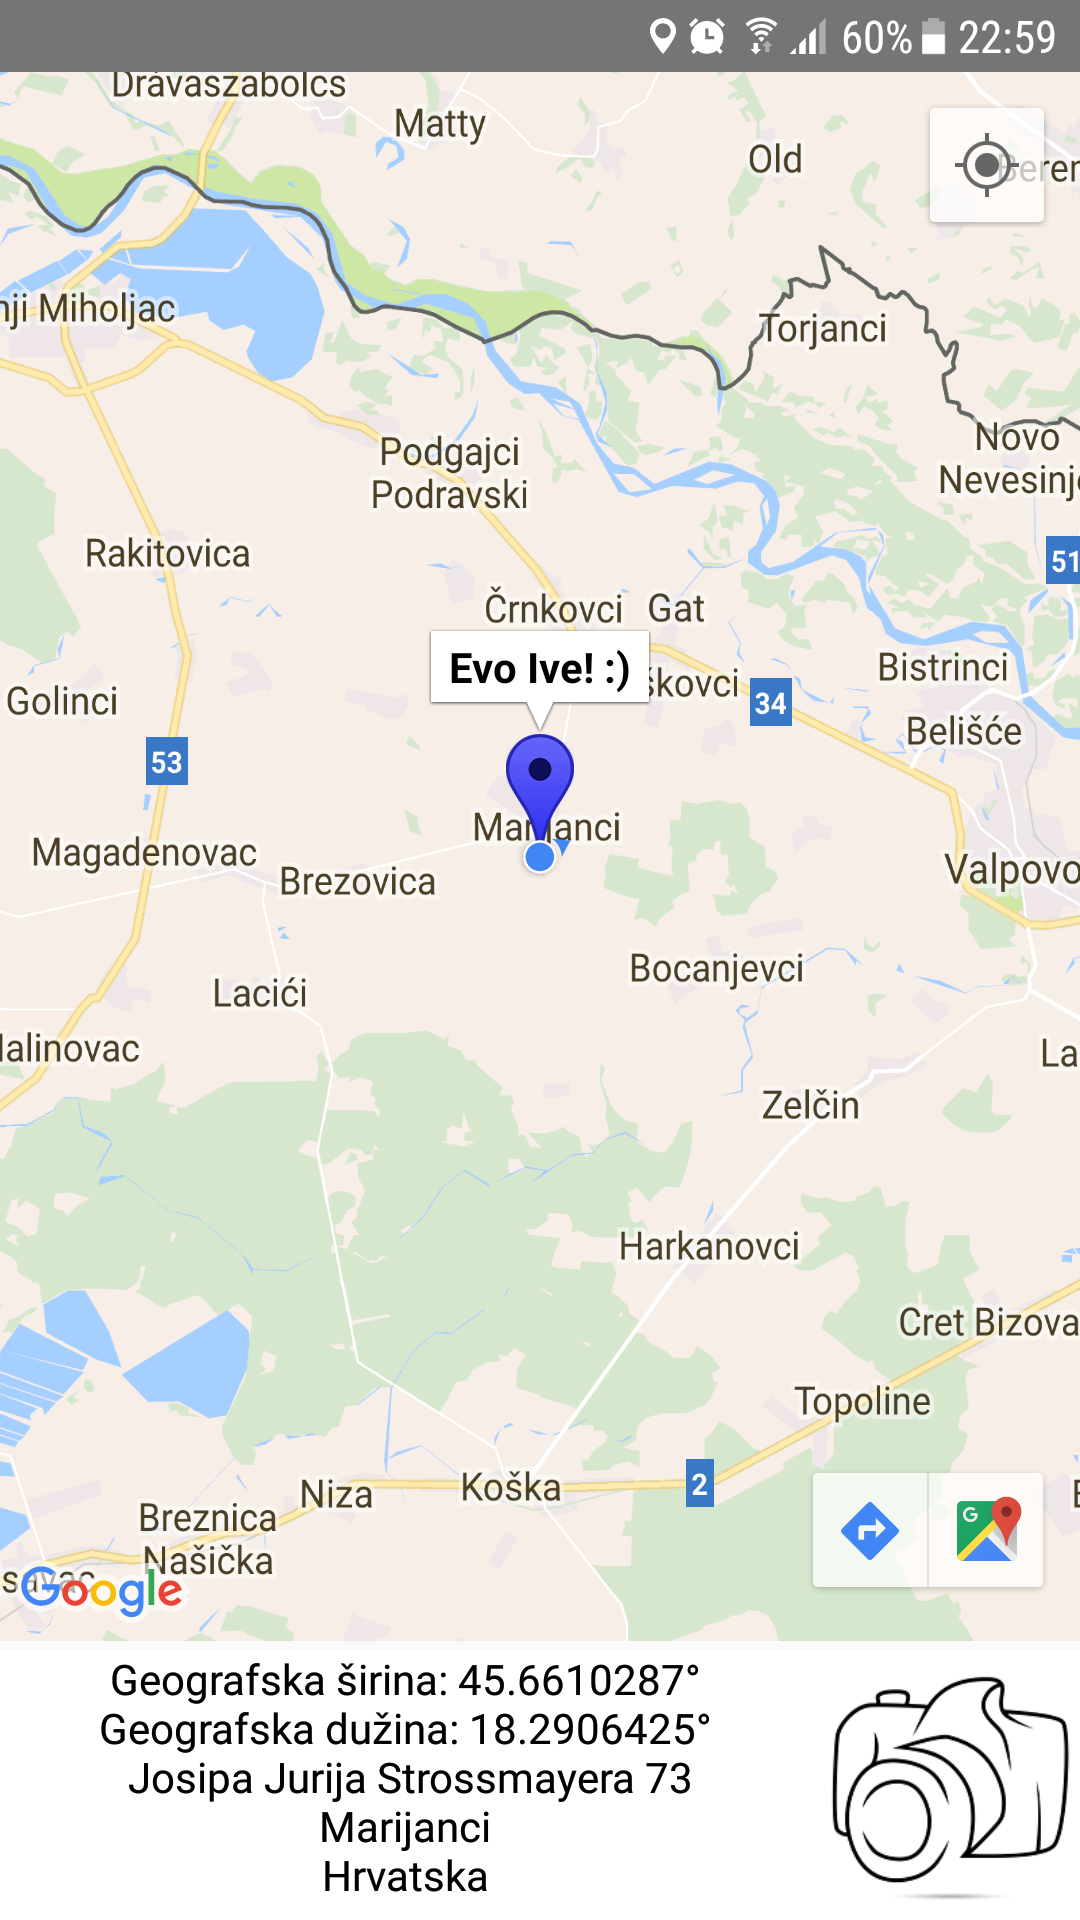 60% 22:59
Drávaszabolcs
Matty
Old
Beren
nji Miholjac
Torjanci
Podgajci
Podravski
Novo
Nevesinje
Rakitovica
51
Črnkovci Gat
Evo Ive! :)
škovci
34
Bistrinci
Golinci
Belišće
53
Marijanci
Magadenovac
Brezovica
Valpovo
Bocanjevci
Lacići
alinovac
La
Zelčin
Harkanovci
Cret Bizova
Topoline
2
Niza
Koška
Breznica
Našička
savac
Google
G
Geografska širina: 45.6610287°
Geografska dužina: 18.2906425°
Josipa Jurija Strossmayera 73
Marijanci
Hrvatska